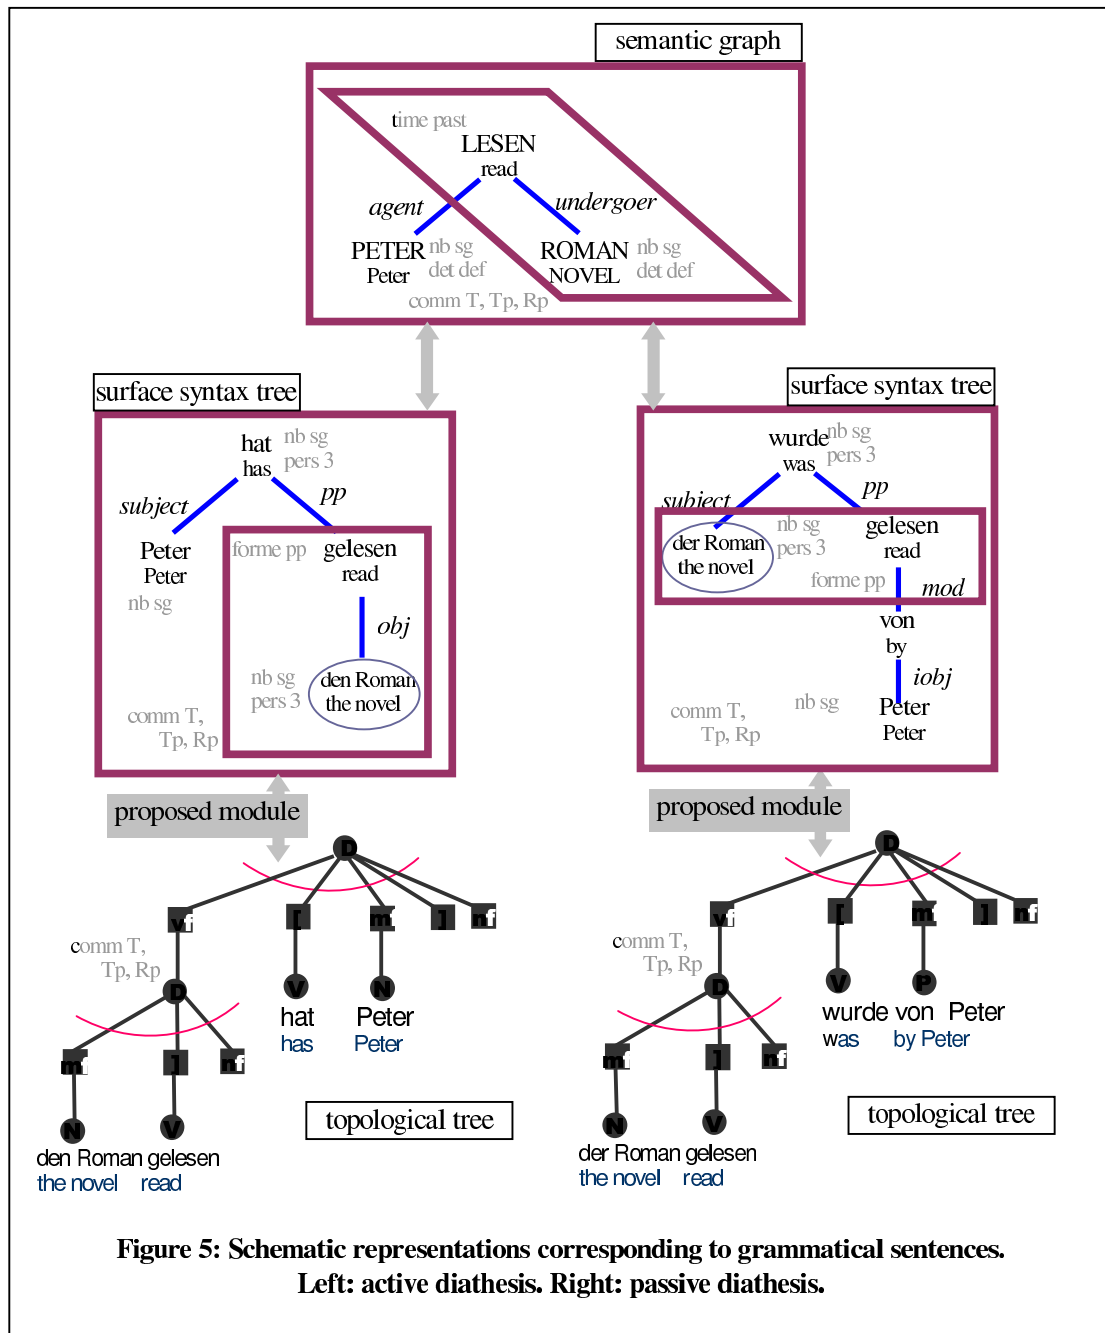 semantic graph
time past
LESEN
read
agent
undergoer
PETER nb sg
Peter det def
ROMAN nb sg
NOVEL det def
comm T, Tp, Rp
surface syntax tree
hat nb sg
has pers 3
subject
pp
Peter
Peter
nb sg
forme pp gelesen
read
obj
nb sg
pers 3
den Roman
the novel
comm T,
Tp, Rp
surface syntax tree
wurde nb sg
was pers 3
subject
pp
der Roman nb sg
the novel pers 3
gelesen
read
forme pp
mod
von
by
iobj
nb sg
Peter
Peter
comm T,
Tp, Rp
proposed module
D
vf [ mf ] nf
comm T,
Tp, Rp
D
V N
hat Peter
has Peter
mf ] nf
N V
den Roman gelesen
the novel read
topological tree
proposed module
D
vf [ mf ] nf
comm T,
Tp, Rp
D
V P
wurde von Peter
was by Peter
mf ] nf
N V
der Roman gelesen
the novel read
topological tree
Figure 5: Schematic representations corresponding to grammatical sentences.
Left: active diathesis. Right: passive diathesis.